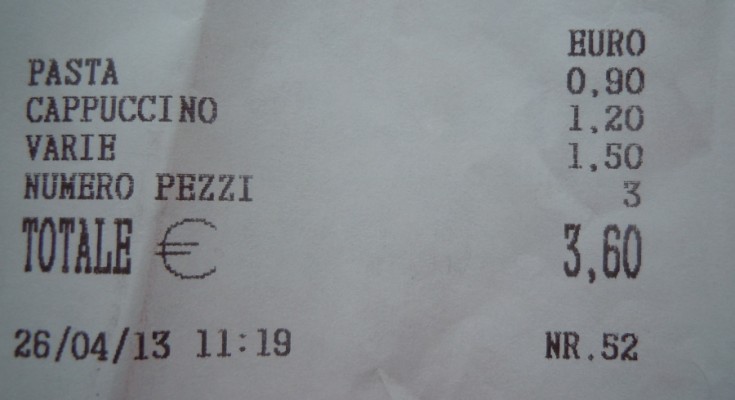 EURO
PASTA 0,90
CAPPUCCINO 1,20
VARIE 1,50
NUMERO PEZZI 3
TOTALE € 3,60
26/04/13 11:19 NR.52